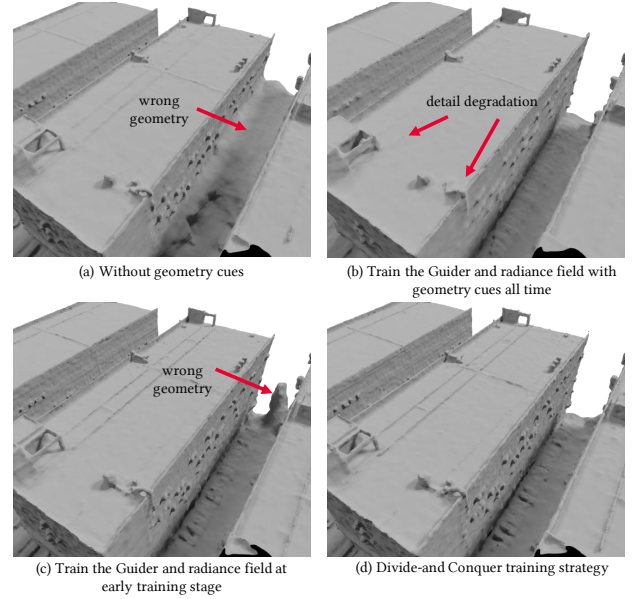 wrong
geometry
detail degradation
(a) Without geometry cues
(b) Train the Guider and radiance field with
geometry cues all time
wrong
geometry
(c) Train the Guider and radiance field at
early training stage
(d) Divide-and Conquer training strategy